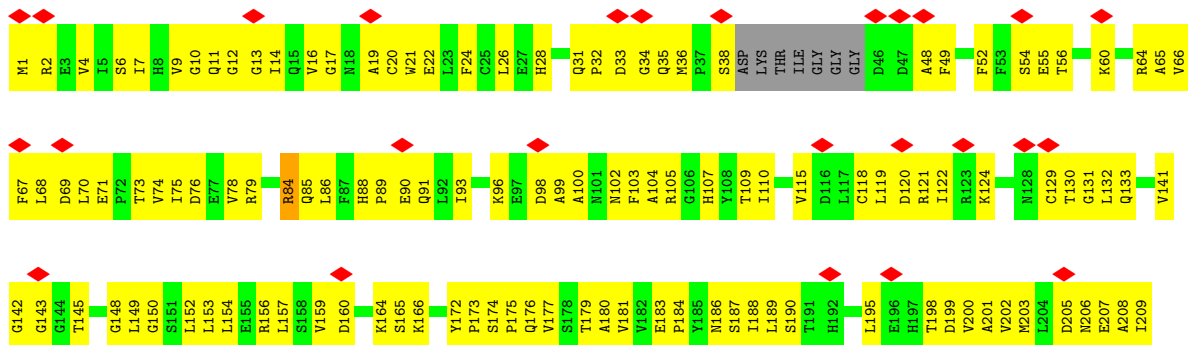 M1 R2 E3 V4 I5 S6 I7 H8 V9 G10 Q11 G12 G13 I14 Q15 V16 G17 N18 A19 C20 W21 E22 L23 F24 C25 L26 E27 H28 Q31 P32 D33 G34 Q35 M36 P37 S38 ASP LYS THR ILE GLY GLY GLY D46 D47 A48 F49 F52 F53 S54 E55 T56 K60 R64 A65 V66
F67 L68 D69 L70 E71 P72 T73 V74 I75 D76 E77 V78 R79 R84 Q85 L86 F87 H88 P89 E90 Q91 L92 I93 K96 E97 D98 A99 A100 N101 N102 F103 A104 R105 G106 H107 Y108 T109 I110 V115 D116 L117 C118 L119 D120 R121 I122 R123 K124 N128 C129 T130 G131 L132 Q133 V141
G142 G143 G144 T145 G148 L149 G150 S151 L152 L153 L154 E155 R156 L157 S158 V159 D160 K164 S165 K166 Y172 P173 S174 P175 Q176 V177 S178 T179 A180 V181 V182 E183 P184 Y185 N186 S187 I188 L189 S190 T191 H192 L195 E196 H197 T198 D199 V200 A201 V202 M203 L204 D205 N206 E207 A208 I209